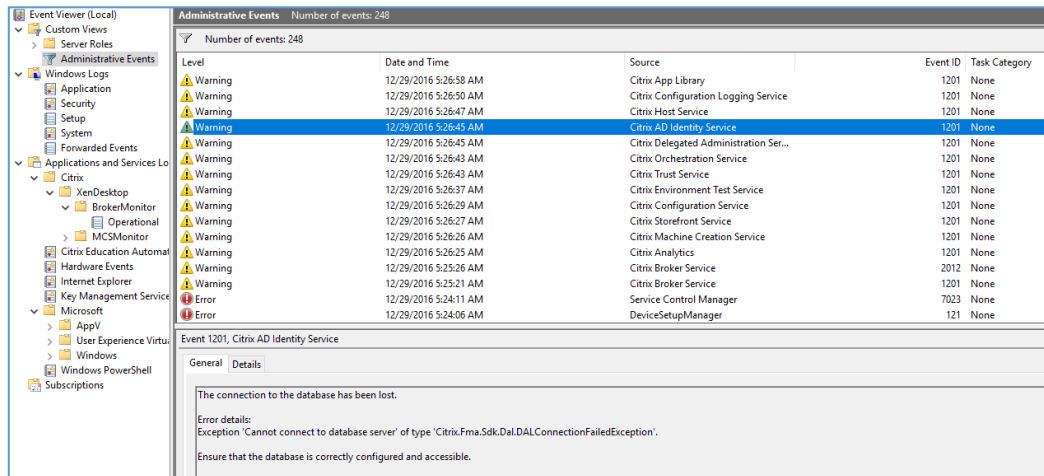 Event Viewer (Local)
Custom Views
Server Roles
Administrative Events
Windows Logs
Application
Security
Setup
System
Forwarded Events
Applications and Services Lo
Citrix
XenDesktop
BrokerMonitor
Operational
MCSMonitor
Citrix Education Automat
Hardware Events
Internet Explorer
Key Management Service
Microsoft
AppV
User Experience Virtu
Windows
Windows PowerShell
Subscriptions
Administrative Events Number of events: 248
Number of events: 248
Level Date and Time Source Event ID Task Category
Warning 12/29/2016 5:26:58 AM Citrix App Library 1201 None
Warning 12/29/2016 5:26:50 AM Citrix Configuration Logging Service 1201 None
Warning 12/29/2016 5:26:47 AM Citrix Host Service 1201 None
Warning 12/29/2016 5:26:45 AM Citrix AD Identity Service 1201 None
Warning 12/29/2016 5:26:45 AM Citrix Delegated Administration Ser... 1201 None
Warning 12/29/2016 5:26:43 AM Citrix Orchestration Service 1201 None
Warning 12/29/2016 5:26:43 AM Citrix Trust Service 1201 None
Warning 12/29/2016 5:26:37 AM Citrix Environment Test Service 1201 None
Warning 12/29/2016 5:26:29 AM Citrix Configuration Service 1201 None
Warning 12/29/2016 5:26:27 AM Citrix Storefront Service 1201 None
Warning 12/29/2016 5:26:26 AM Citrix Machine Creation Service 1201 None
Warning 12/29/2016 5:26:25 AM Citrix Analytics 1201 None
Warning 12/29/2016 5:25:26 AM Citrix Broker Service 2012 None
Warning 12/29/2016 5:25:21 AM Citrix Broker Service 1201 None
Error 12/29/2016 5:24:11 AM Service Control Manager 7023 None
Error 12/29/2016 5:24:06 AM DeviceSetupManager 121 None
Event 1201, Citrix AD Identity Service
General Details
The connection to the database has been lost.
Error details:
Exception 'Cannot connect to database server' of type 'Citrix.Fma.Sdk.Dal.DALConnectionFailedException'.
Ensure that the database is correctly configured and accessible.